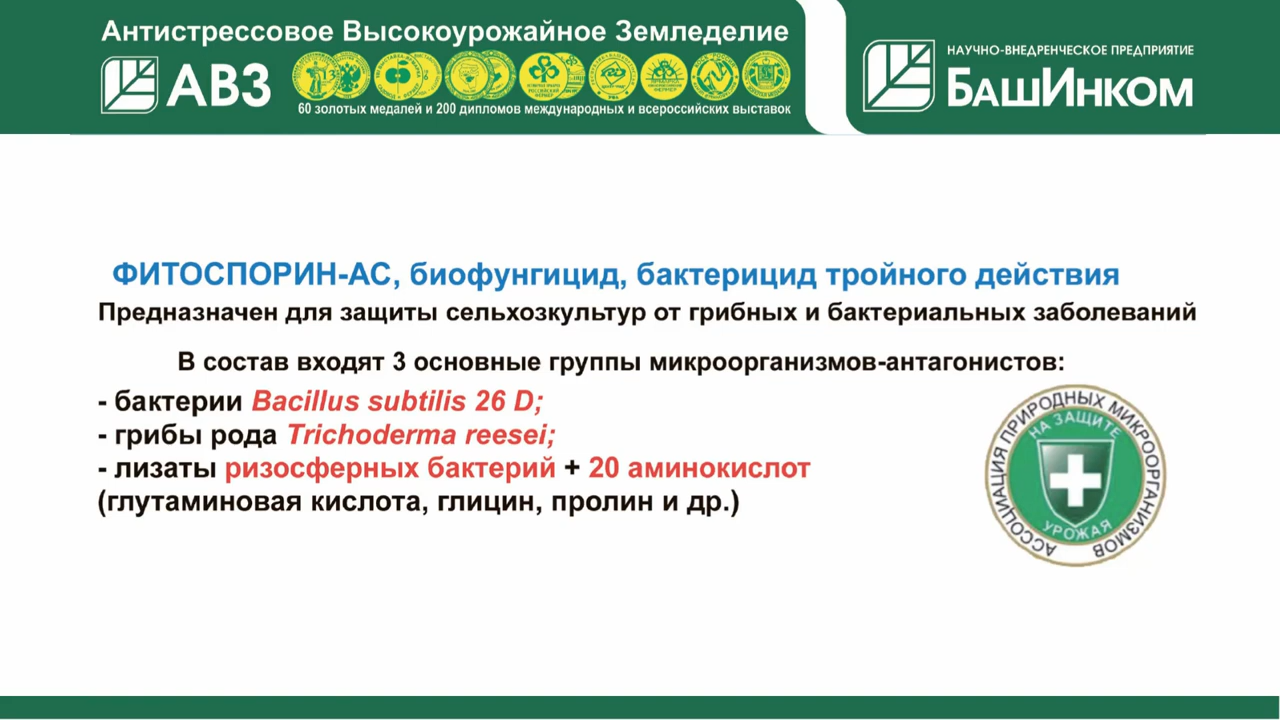 Антистрессовое Высокоурожайное Земледелие
АВЗ
60 золотых медалей и 200 дипломов международных и всероссийских выставок
НАУЧНО-ВНЕДРЕНЧЕСКОЕ ПРЕДПРИЯТИЕ
БашИнком
ФИТОСПОРИН-АС, биофунгицид, бактерицид тройного действия
Предназначен для защиты сельхозкультур от грибных и бактериальных заболеваний
В состав входят 3 основные группы микроорганизмов-антагонистов:
- бактерии Bacillus subtilis 26 D;
- грибы рода Trichoderma reesei;
- лизаты ризосферных бактерий + 20 аминокислот
(глутаминовая кислота, глицин, пролин и др.)
АССОЦИАЦИЯ ПРИРОДНЫХ МИКРООРГАНИЗМОВ
НА ЗАЩИТЕ
УРОЖАЯ